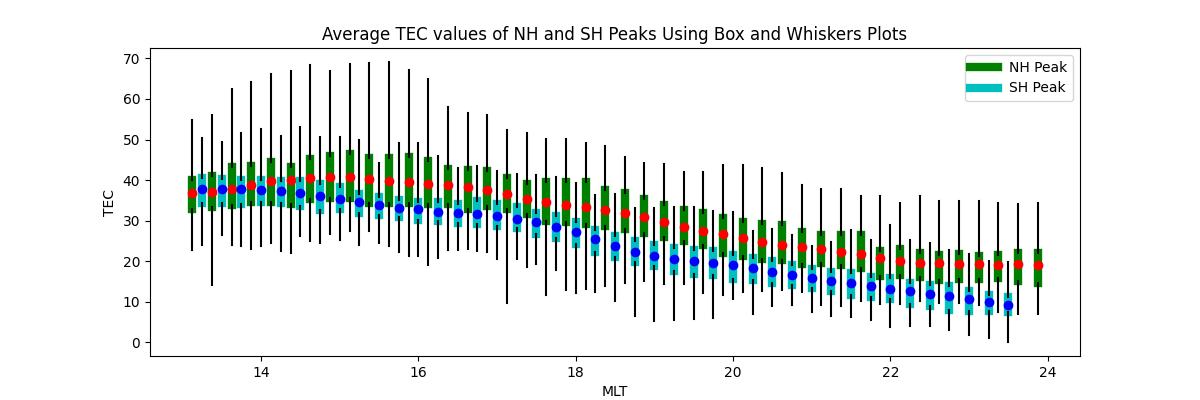 Average TEC values of NH and SH Peaks Using Box and Whiskers Plots
NH Peak
SH Peak
70
60
50
40
30
20
10
0
TEC
14 16 18 20 22 24
MLT